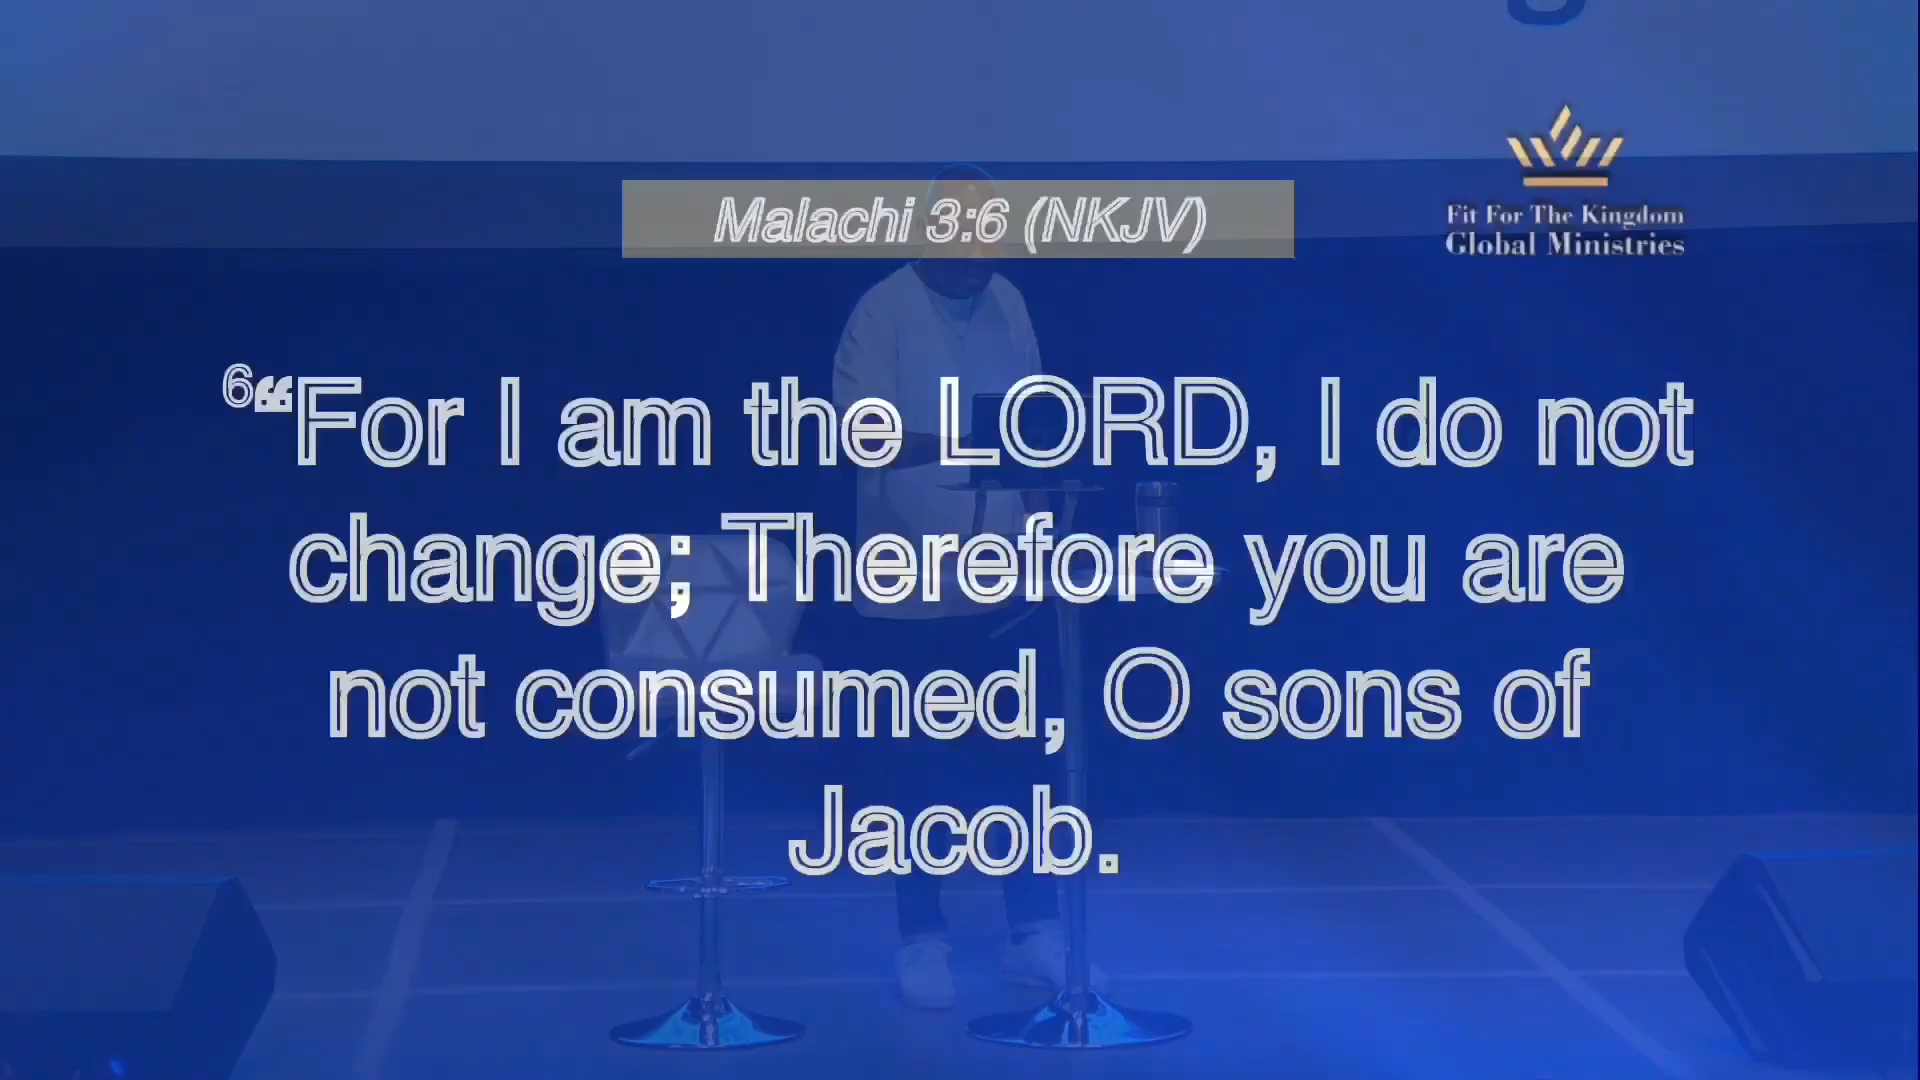 Malachi 3:6 (NKJV)
Fit For The Kingdom
Global Ministries
6“For I am the LORD, I do not
change; Therefore you are
not consumed, O sons of
Jacob.